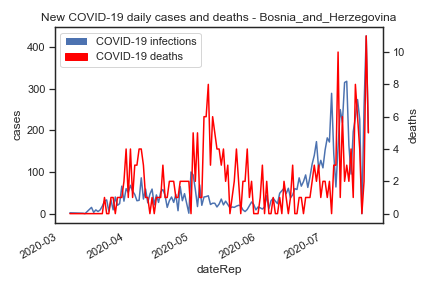 New COVID-19 daily cases and deaths - Bosnia_and_Herzegovina
COVID-19 infections
COVID-19 deaths
400
300
200
100
0
cases
10
8
6
4
2
0
deaths
2020-03
2020-04
2020-05
2020-06
2020-07
dateRep